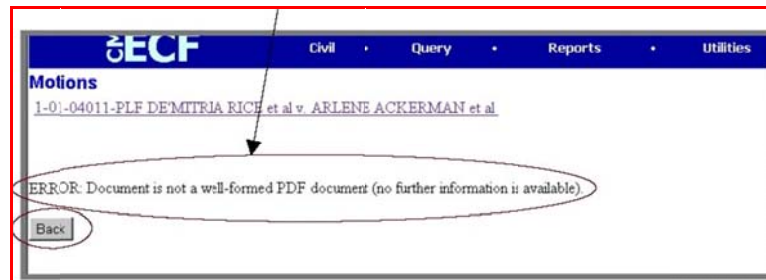 CM ECF Civil • Query • Reports • Utilities
Motions
1-01-04011-PLF DE'MITRIA RICE et al v. ARLENE ACKERMAN et al
ERROR: Document is not a well-formed PDF document (no further information is available).
Back